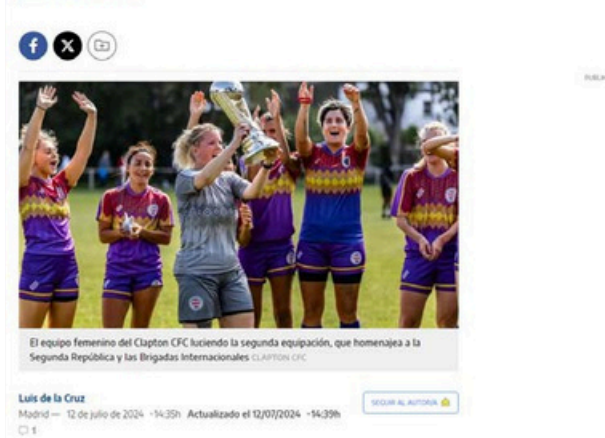 El equipo femenino del Clapton CFC luciendo la segunda equipación, que homenajea a la
Segunda República y las Brigadas Internacionales CLAPTON CFC
Luis de la Cruz
SEGUIR AL AUTOR/A
Madrid — 12 de julio de 2024 -14:35h Actualizado el 12/07/2024 -14:39h
1